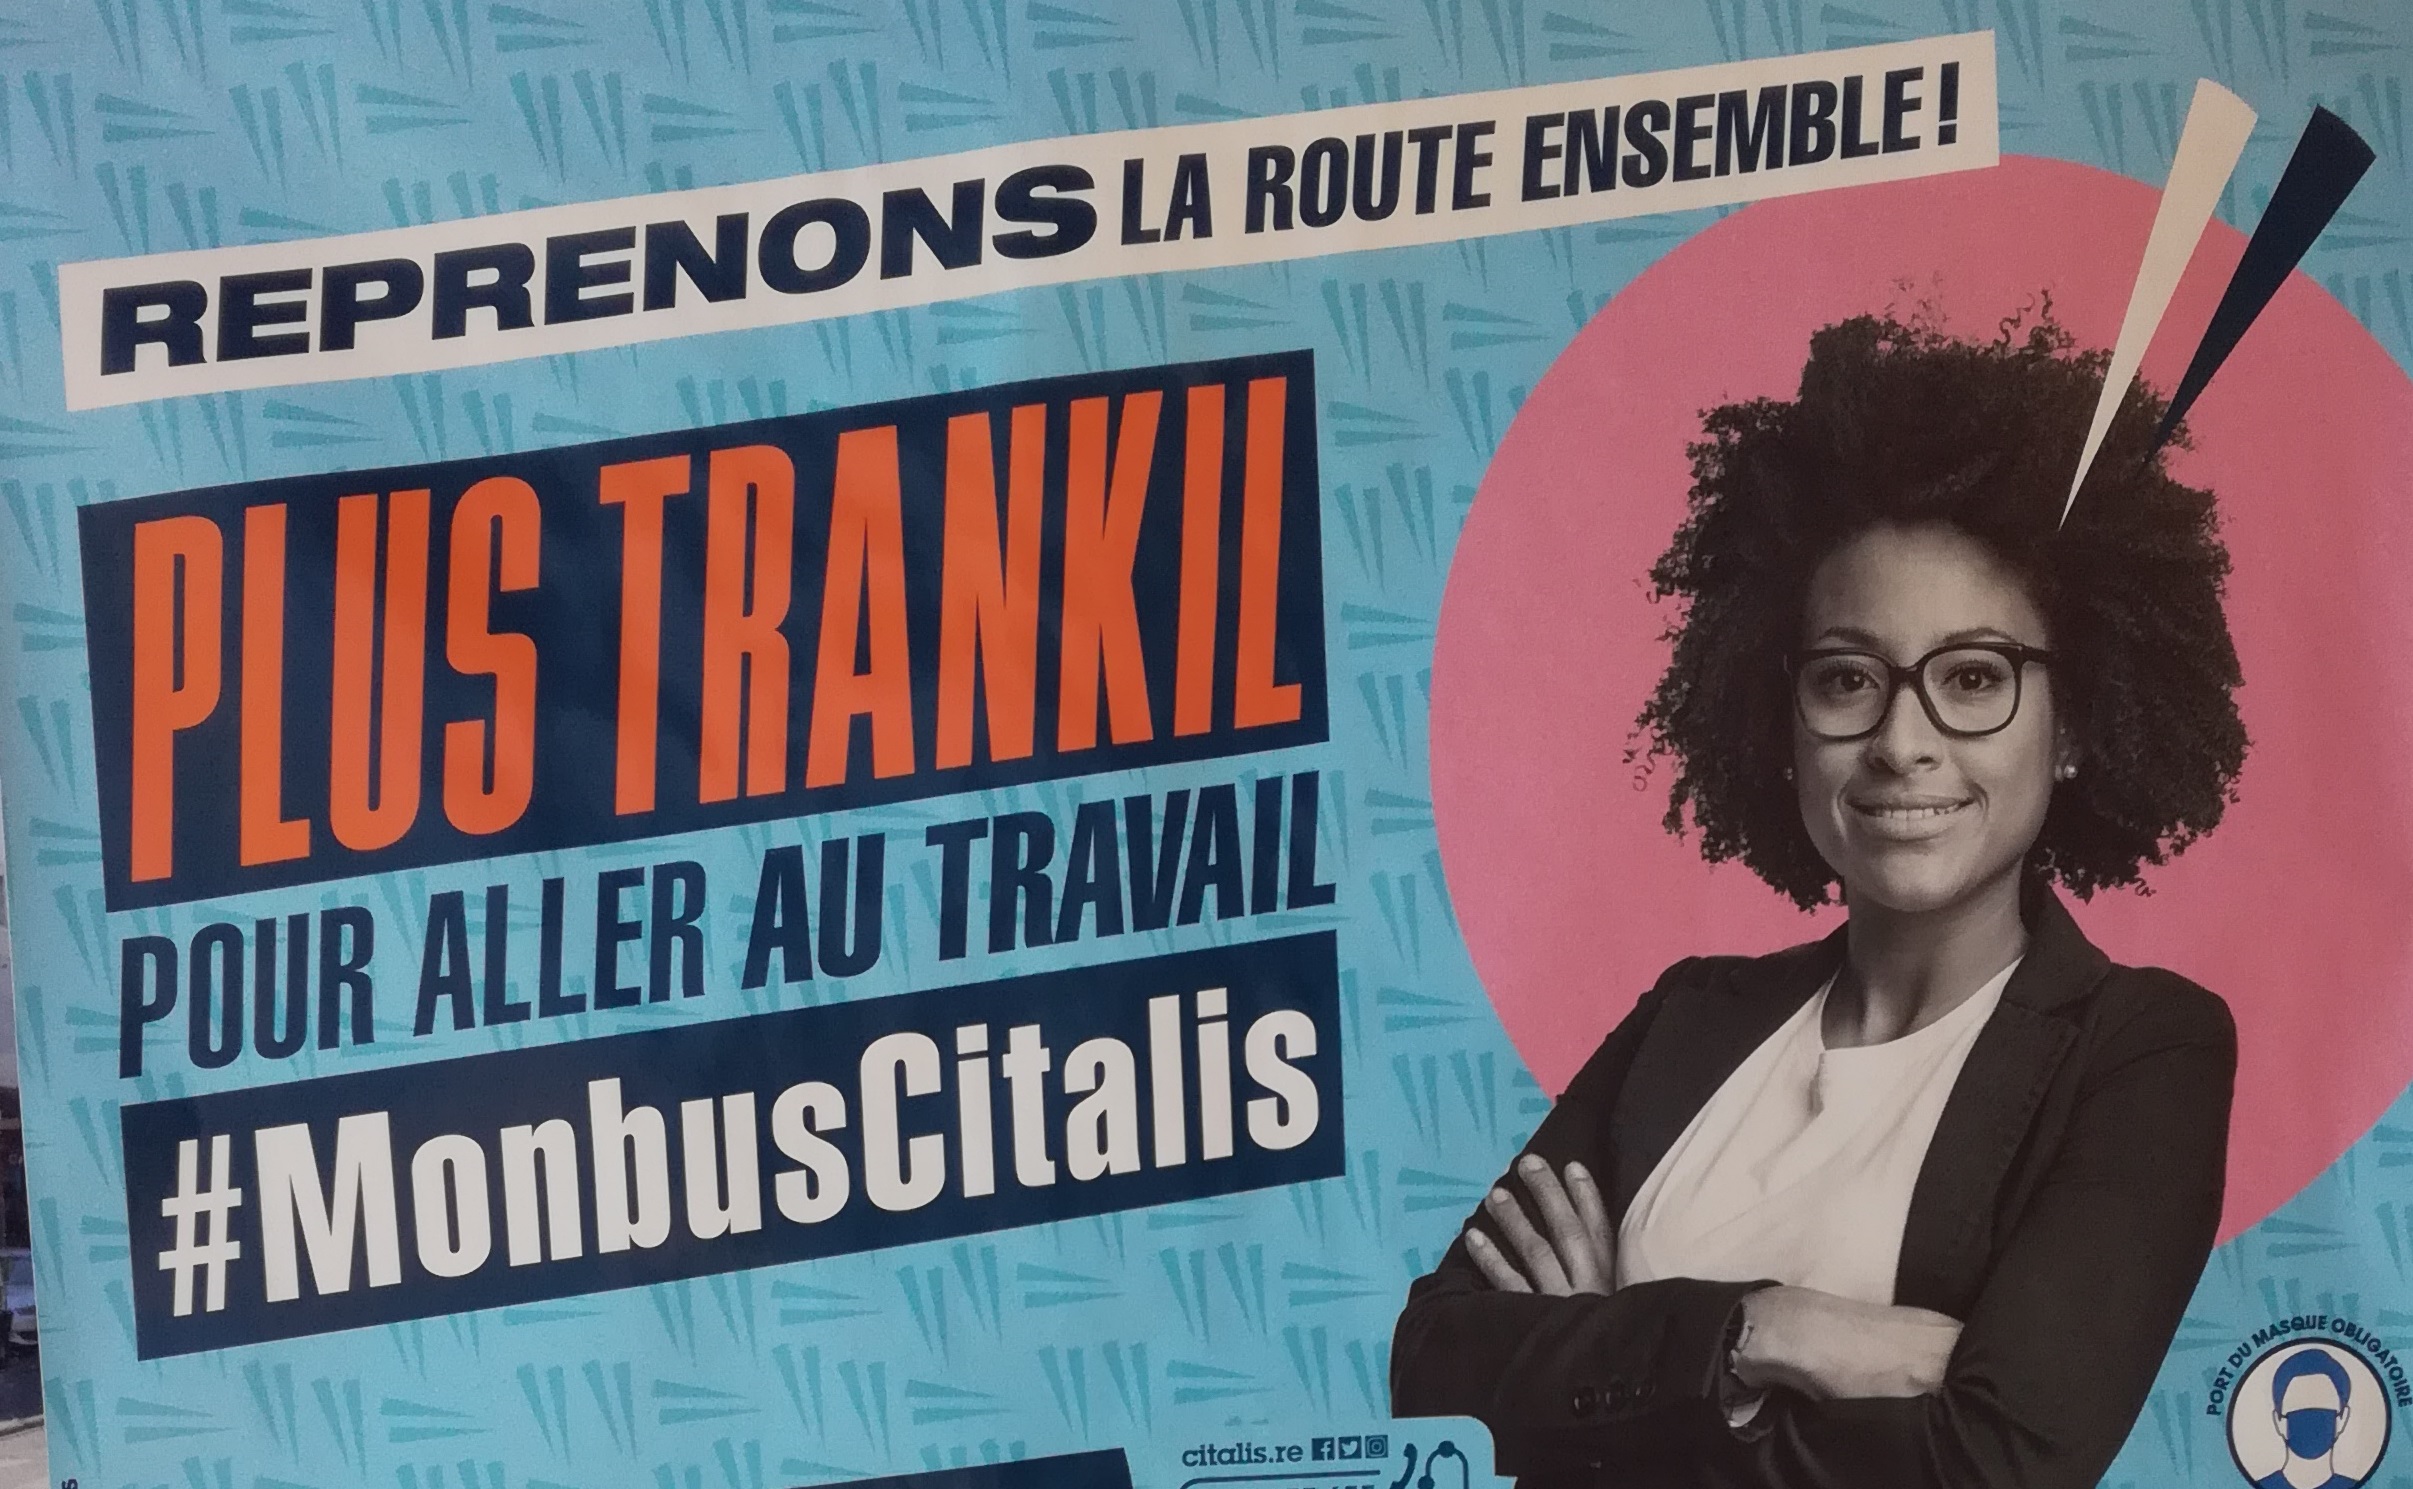 REPRENONS LA ROUTE ENSEMBLE!
PLUS TRANKIL
POUR ALLER AU TRAVAIL
#MonbusCitalis
PORT DU MASQUE OBLIGATOIRE
citalis.re